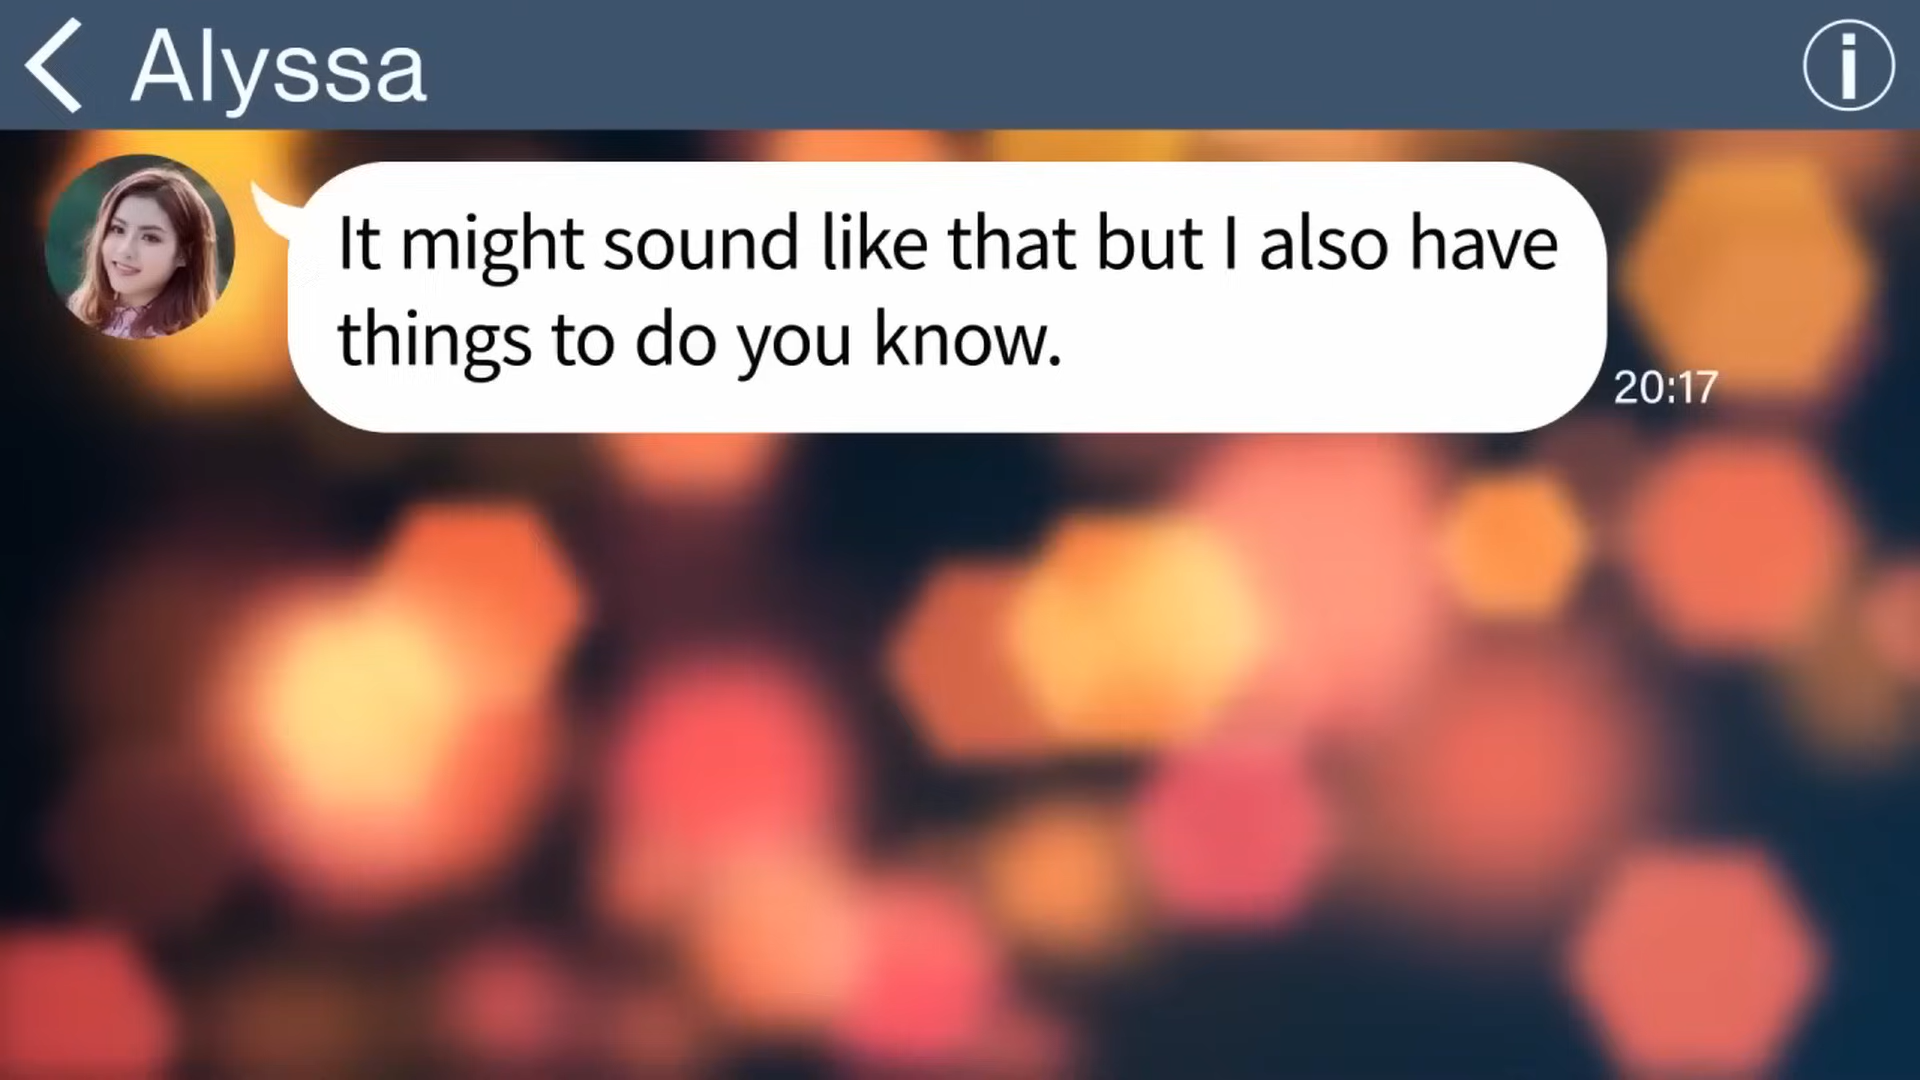 Alyssa
It might sound like that but I also have
things to do you know.
20:17